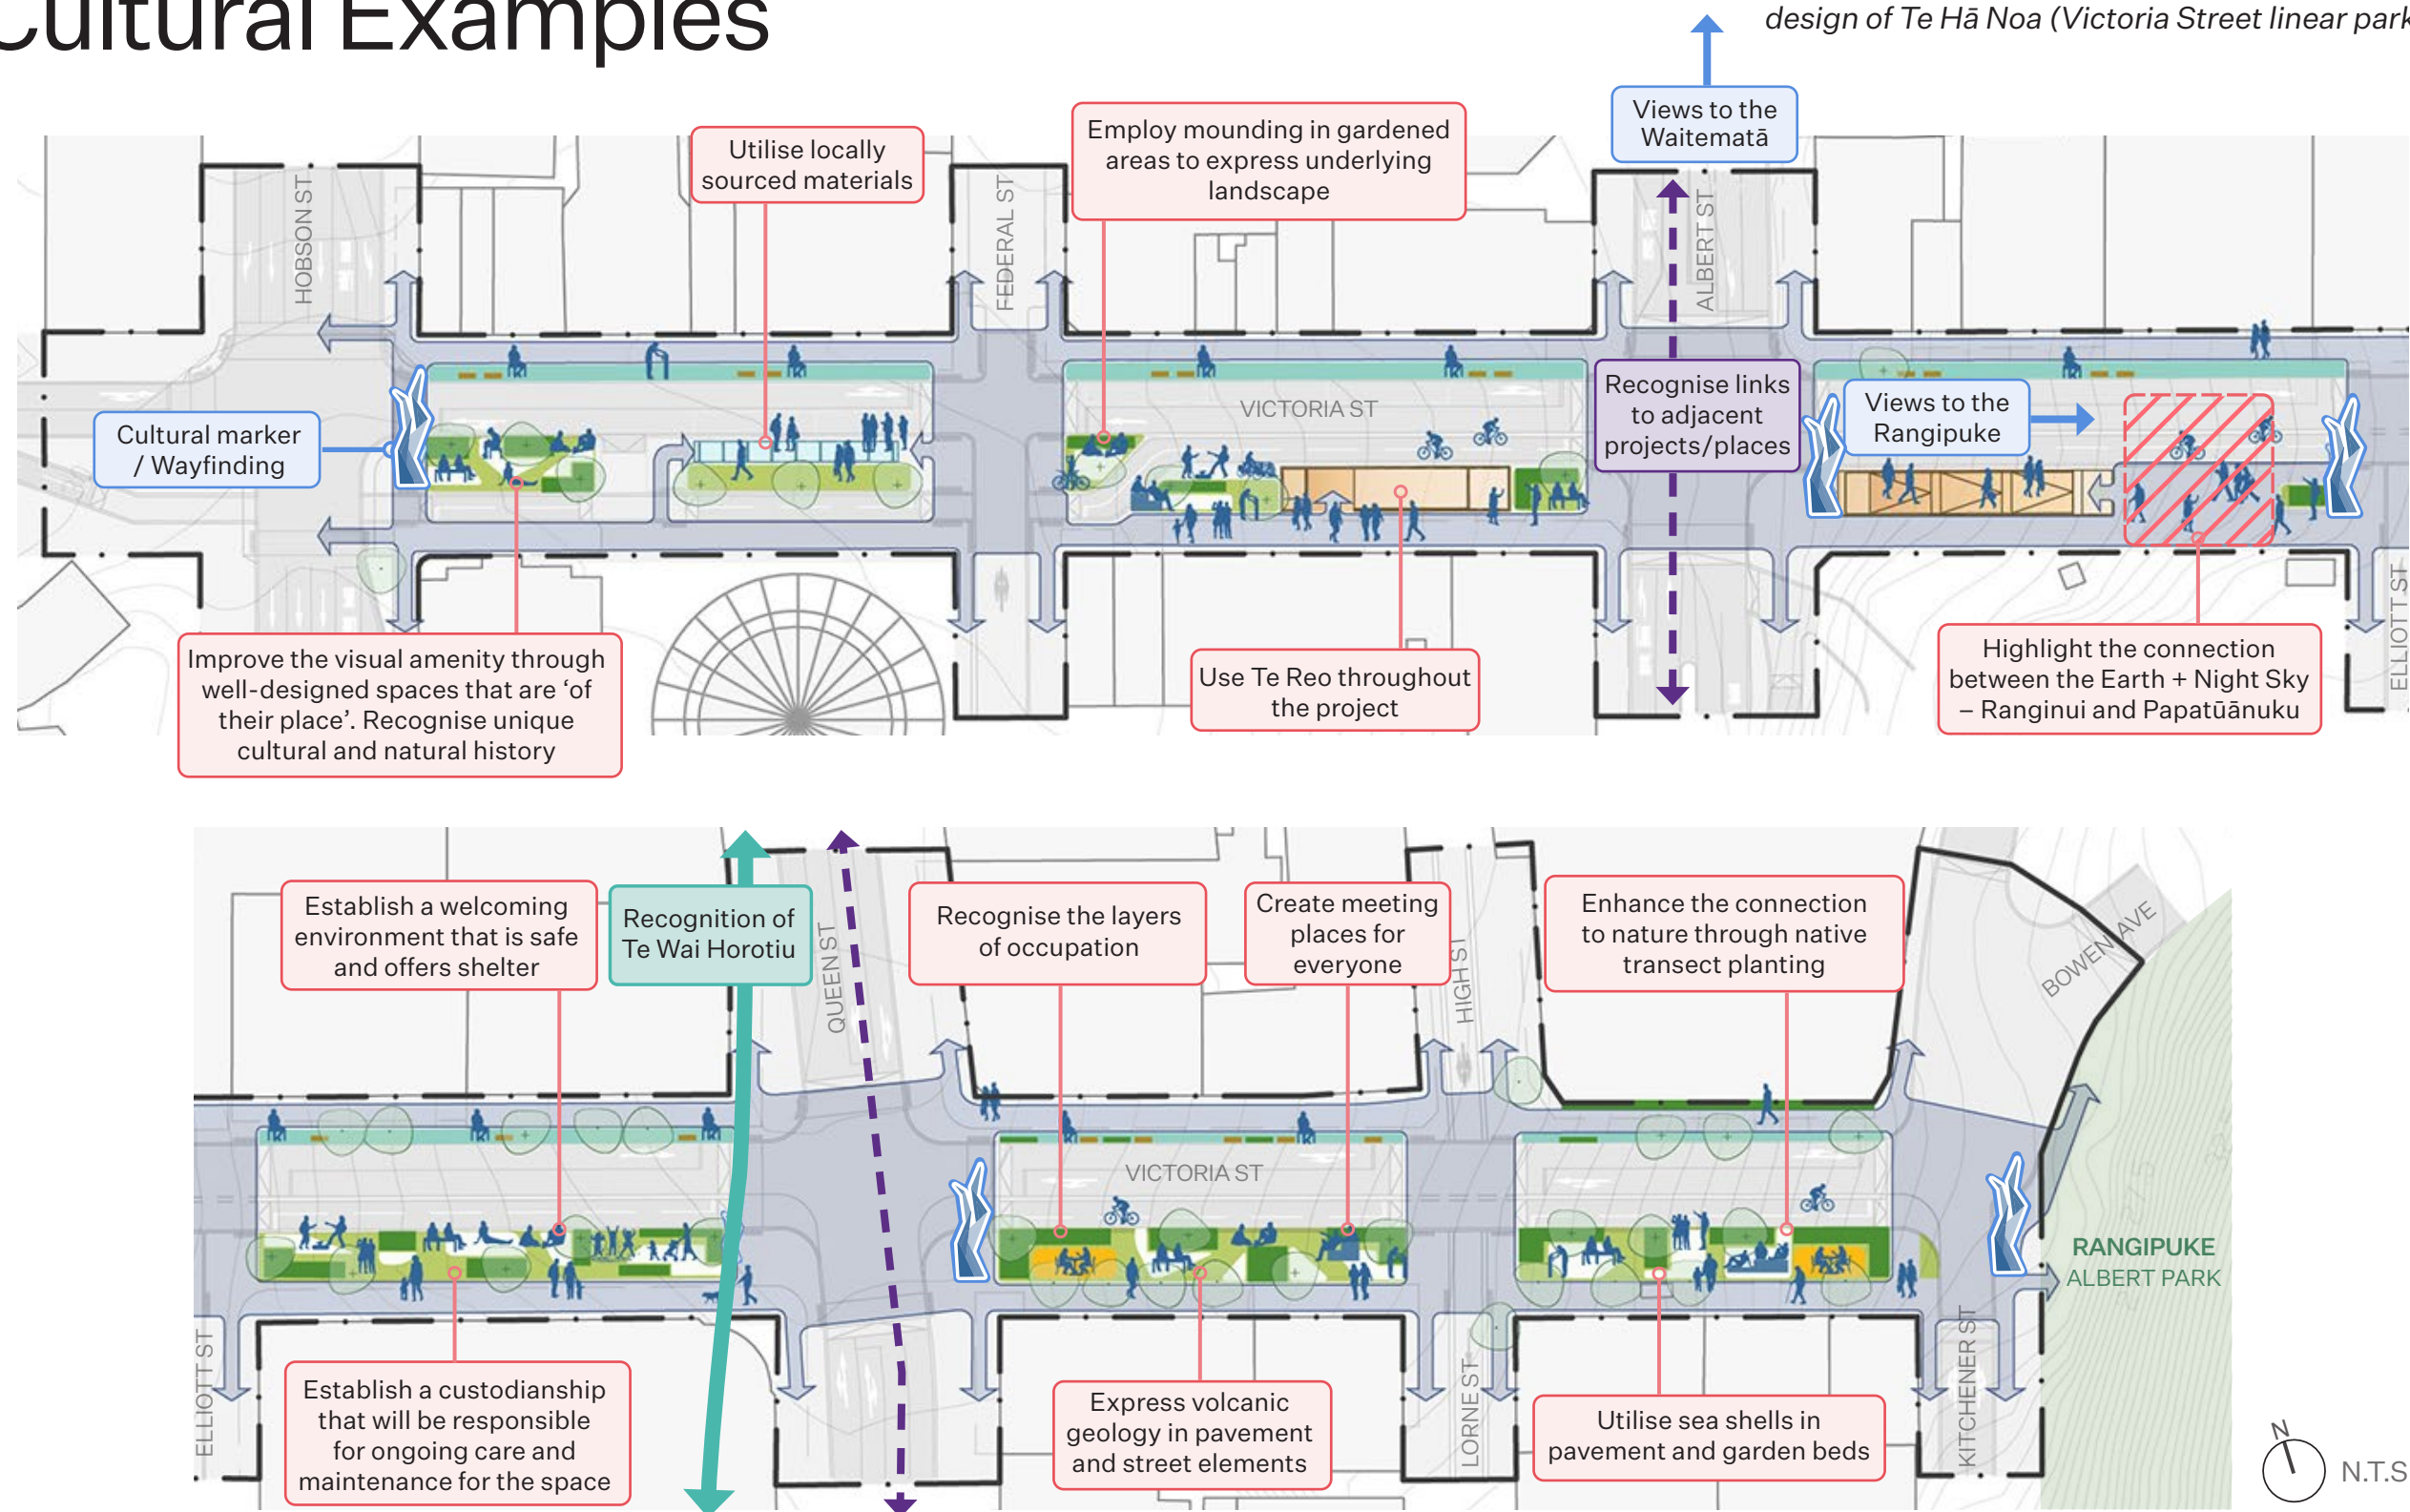 Cultural Examples
design of Te Hā Noa (Victoria Street linear park
Views to the
Waitematā
Utilise locally
sourced materials
Employ mounding in gardened
areas to express underlying
landscape
HOBSON ST
FEDERAL ST
ALBERT ST
Cultural marker
/ Wayfinding
VICTORIA ST
Recognise links
to adjacent
projects/places
Views to the
Rangipuke
Improve the visual amenity through
well-designed spaces that are ‘of
their place’. Recognise unique
cultural and natural history
Use Te Reo throughout
the project
Highlight the connection
between the Earth + Night Sky
– Ranginui and Papatūānuku
ELLIOTT ST
Establish a welcoming
environment that is safe
and offers shelter
Recognition of
Te Wai Horotiu
QUEEN ST
Recognise the layers
of occupation
Create meeting
places for
everyone
HIGH ST
Enhance the connection
to nature through native
transect planting
BOWEN AVE
VICTORIA ST
RANGIPUKE
ALBERT PARK
ELLIOTT ST
Establish a custodianship
that will be responsible
for ongoing care and
maintenance for the space
Express volcanic
geology in pavement
and street elements
LORNE ST
Utilise sea shells in
pavement and garden beds
KITCHENER ST
N
N.T.S